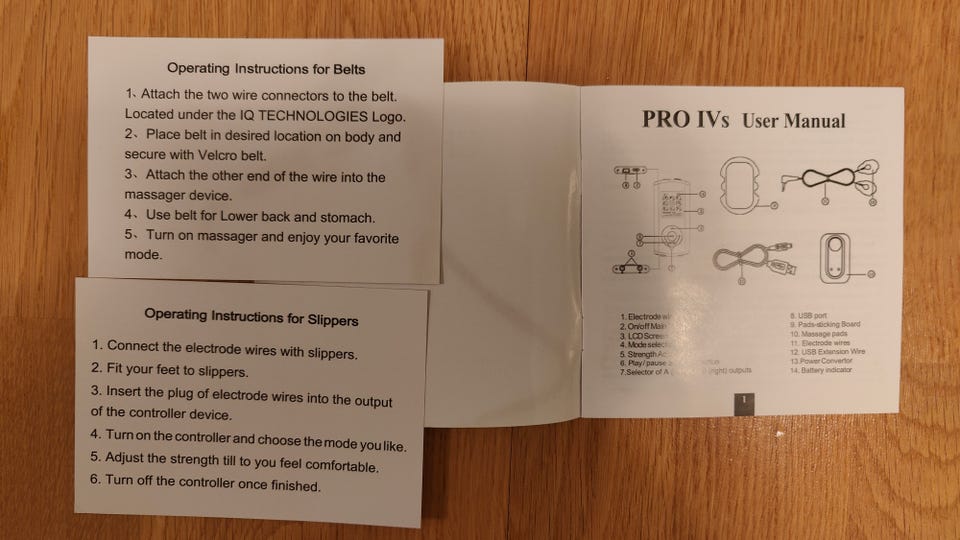 Operating Instructions for Belts
1、Attach the two wire connectors to the belt.
Located under the IQ TECHNOLOGIES Logo.
2、Place belt in desired location on body and
secure with Velcro belt.
3、Attach the other end of the wire into the
massager device.
4、Use belt for Lower back and stomach.
5、Turn on massager and enjoy your favorite
mode.
Operating Instructions for Slippers
1. Connect the electrode wires with slippers.
2. Fit your feet to slippers.
3. Insert the plug of electrode wires into the output
of the controller device.
4. Turn on the controller and choose the mode you like.
5. Adjust the strength till to you feel comfortable.
6. Turn off the controller once finished.
PRO IVs User Manual
1. Electrode
2. On/off Main
3. LCD Screen
4. Mode
5. Strength
6. Play/pause
7.Selector of A (right) outputs
8. USB port
9. Pads-sticking Board
10. Massage pads
11. Electrode wires
12. USB Extension Wire
13.Power Convertor
14. Battery indicator
1